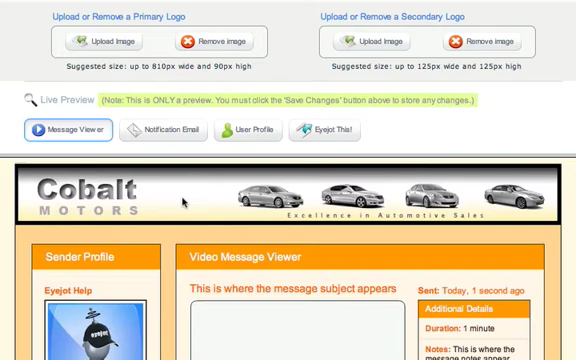 Upload or Remove a Primary Logo
Upload or Remove a Secondary Logo
Upload Image
Remove image
Upload Image
Remove image
Suggested size: up to 810px wide and 90px high
Suggested size: up to 125px wide and 125px high
Live Preview (Note: This is ONLY a preview. You must click the 'Save Changes' button above to store any changes.)
Message Viewer
Notification Email
User Profile
Eyejot This!
Cobalt
MOTORS
Excellence in Automotive Sales
Sender Profile
Video Message Viewer
Eyejot Help
This is where the message subject appears
Sent: Today, 1 second ago
Additional Details
Duration: 1 minute
Notes: This is where the
message notes appear
eyejot